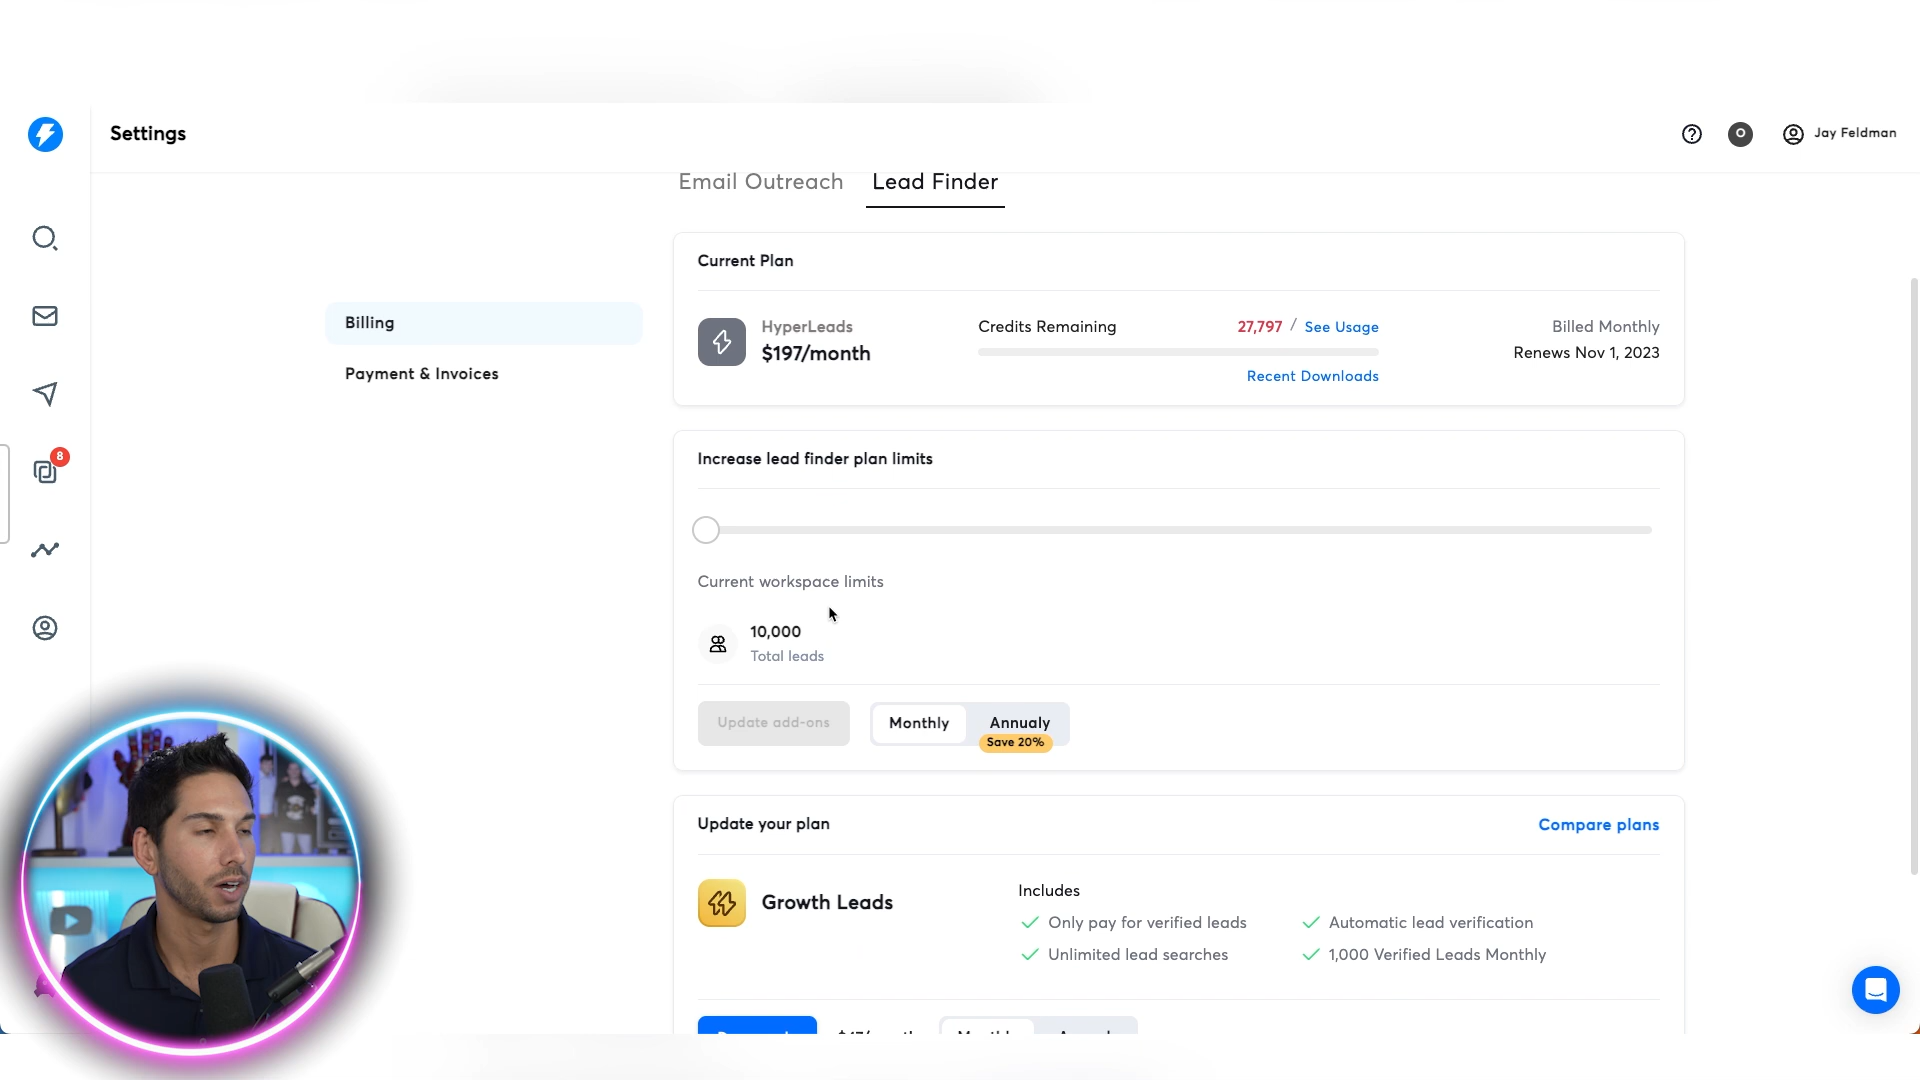 Settings
O
Jay Feldman
Email Outreach
Lead Finder
Current Plan
Billing
HyperLeads
$197/month
Credits Remaining
27,797 / See Usage
Billed Monthly
Renews Nov 1, 2023
Payment & Invoices
Recent Downloads
Increase lead finder plan limits
8
Current workspace limits
10,000
Total leads
Update add-ons
Monthly
Annualy
Save 20%
Update your plan
Compare plans
Growth Leads
Includes
Only pay for verified leads
Automatic lead verification
Unlimited lead searches
1,000 Verified Leads Monthly